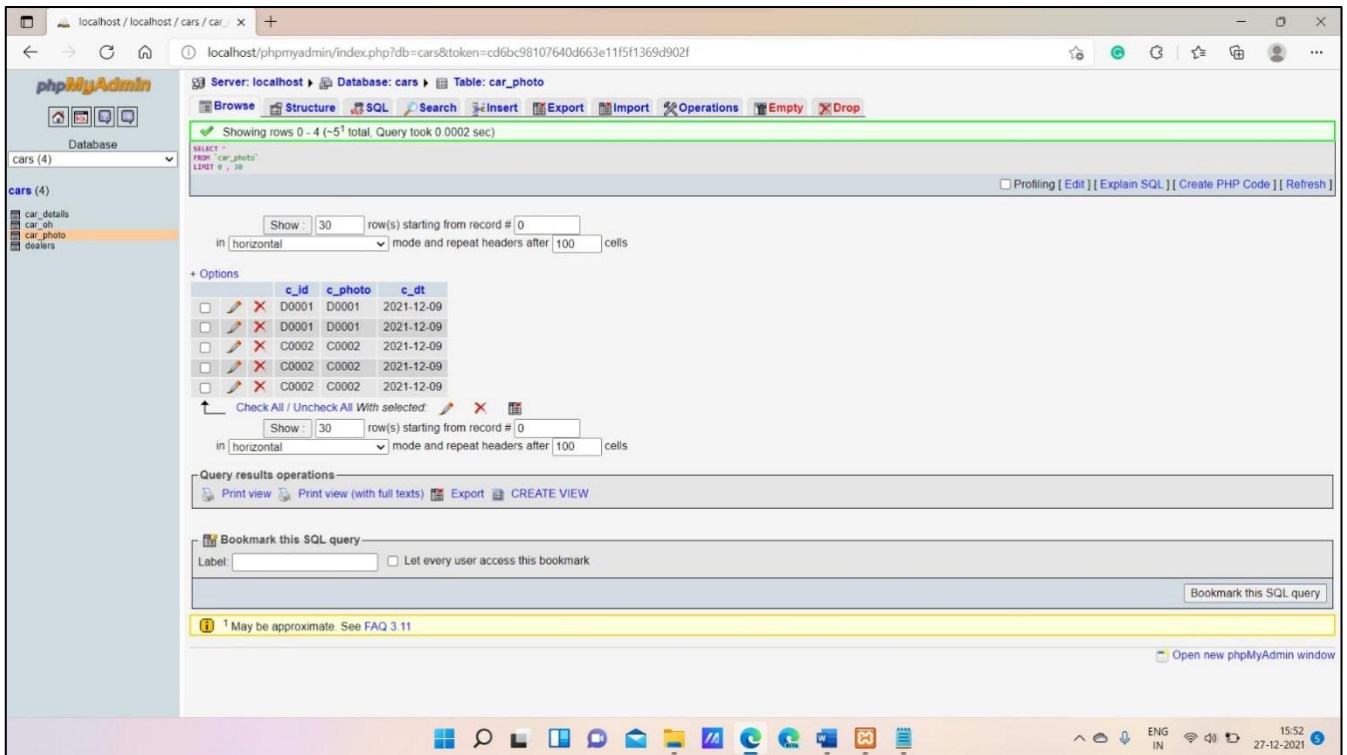 localhost / localhost / cars / car_
localhost/phpmyadmin/index.php?db=cars&token=cd6bc98107640d663e11f5f1369d902f
phpMyAdmin
Database
cars (4)
cars (4)
car_details
car_oh
car_photo
dealers
Server: localhost Database: cars Table: car_photo
Browse Structure SQL Search Insert Export Import Operations Empty Drop
Showing rows 0 - 4 (~5¹ total, Query took 0.0002 sec)
SELECT *
FROM `car_photo`
LIMIT 0 , 30
Profiling [ Edit ] [ Explain SQL ] [ Create PHP Code ] [ Refresh ]
Show : 30 row(s) starting from record # 0
in horizontal mode and repeat headers after 100 cells
+ Options
c_id c_photo c_dt
D0001 D0001 2021-12-09
D0001 D0001 2021-12-09
C0002 C0002 2021-12-09
C0002 C0002 2021-12-09
C0002 C0002 2021-12-09
Check All / Uncheck All With selected:
Show : 30 row(s) starting from record # 0
in horizontal mode and repeat headers after 100 cells
Query results operations
Print view Print view (with full texts) Export CREATE VIEW
Bookmark this SQL query
Label: Let every user access this bookmark
Bookmark this SQL query
¹ May be approximate. See FAQ 3.11
Open new phpMyAdmin window
ENG
IN
15:52
27-12-2021
5